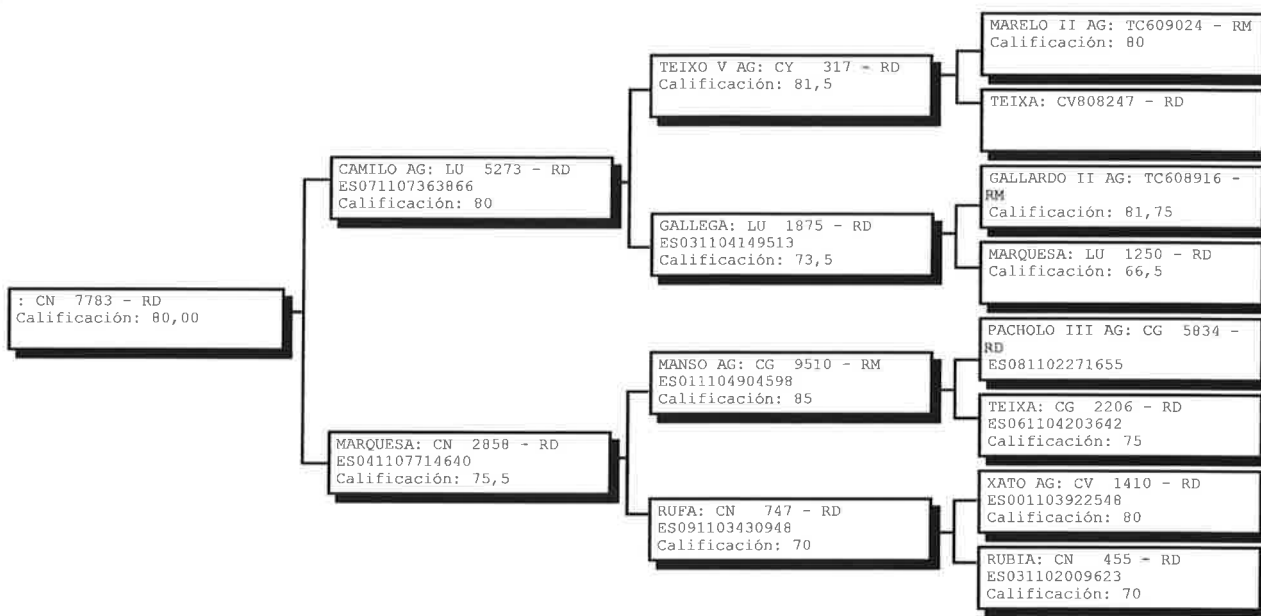 : CN 7783 - RD
Calificación: 80,00
CAMILO AG: LU 5273 - RD
ES071107363866
Calificación: 80
MARQUESA: CN 2858 - RD
ES041107714640
Calificación: 75,5
TEIXO V AG: CY 317 - RD
Calificación: 81,5
GALLEGA: LU 1875 - RD
ES031104149513
Calificación: 73,5
MANSO AG: CG 9510 - RM
ES011104904598
Calificación: 85
RUFA: CN 747 - RD
ES091103430948
Calificación: 70
MARELO II AG: TC609024 - RM
Calificación: 80
TEIXA: CV808247 - RD
GALLARDO II AG: TC608916 -
RM
Calificación: 81,75
MARQUESA: LU 1250 - RD
Calificación: 66,5
PACHOLO III AG: CG 5834 -
RD
ES081102271655
TEIXA: CG 2206 - RD
ES061104203642
Calificación: 75
XATO AG: CV 1410 - RD
ES001103922548
Calificación: 80
RUBIA: CN 455 - RD
ES031102009623
Calificación: 70